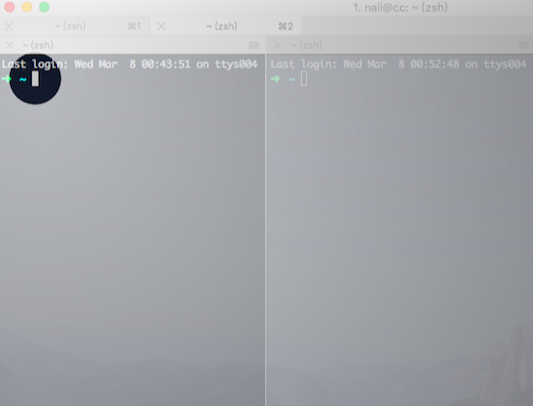 1. nali@cc: ~ (zsh)
× ~ (zsh) ⌘1 × ~ (zsh) ⌘2
× ~ (zsh)
× ~ (zsh)
Last login: Wed Mar 8 00:43:51 on ttys004
➜ ~
Last login: Wed Mar 8 00:52:48 on ttys004
➜ ~